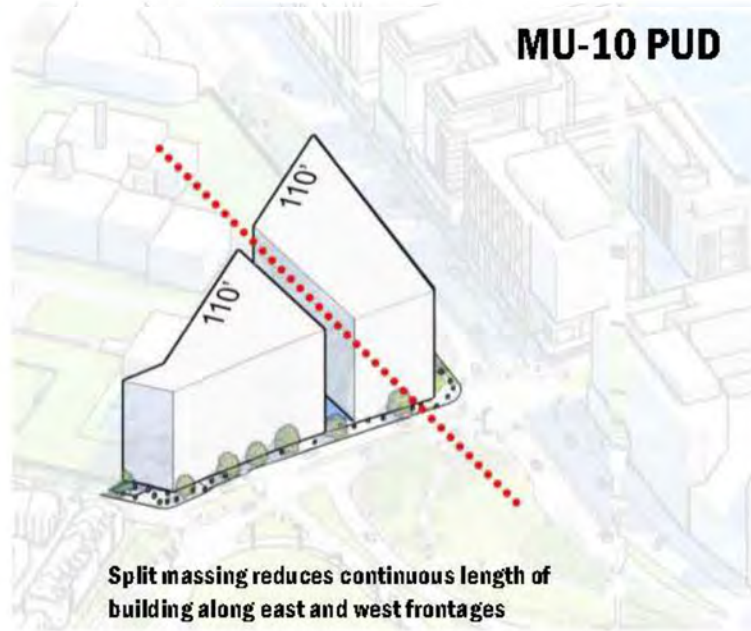 MU-10 PUD
110'
110'
Split massing reduces continuous length of
building along east and west frontages